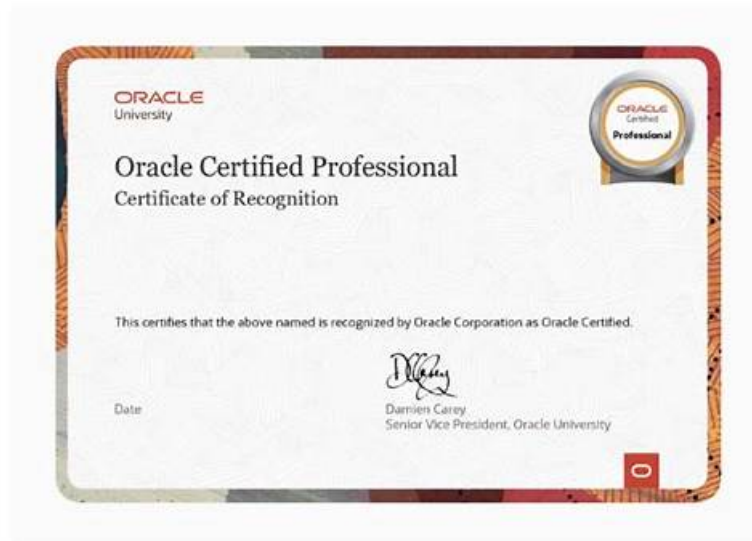 ORACLE
University
ORACLE
Certified
Professional
Oracle Certified Professional
Certificate of Recognition
This certifies that the above named is recognized by Oracle Corporation as Oracle Certified.
Date
Damien Carey
Senior Vice President, Oracle University